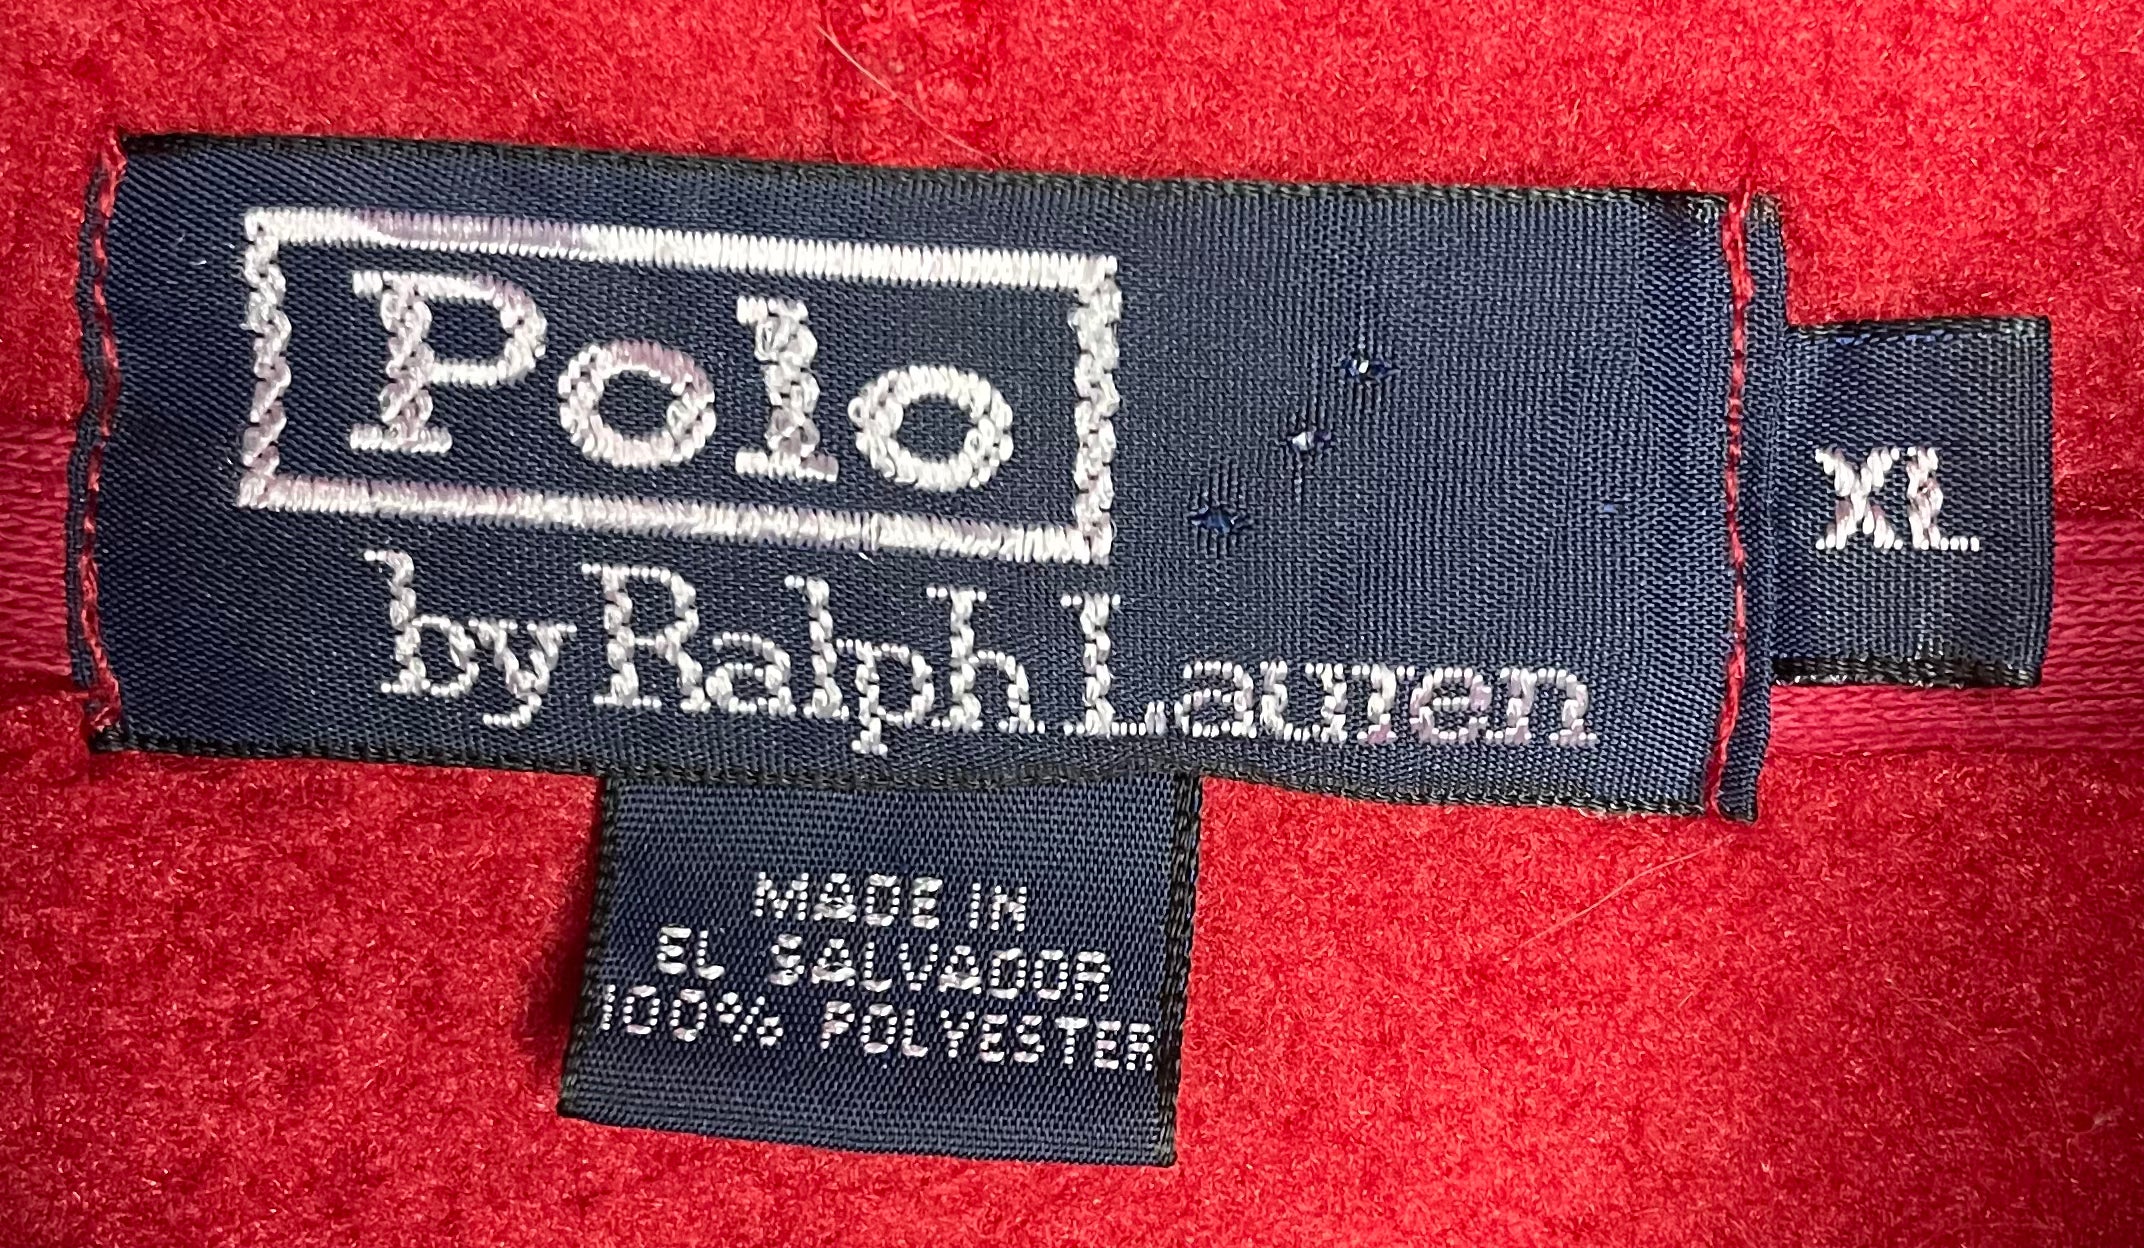 Polo
by Ralph Lauren
XL
MADE IN
EL SALVADOR
100% POLYESTER